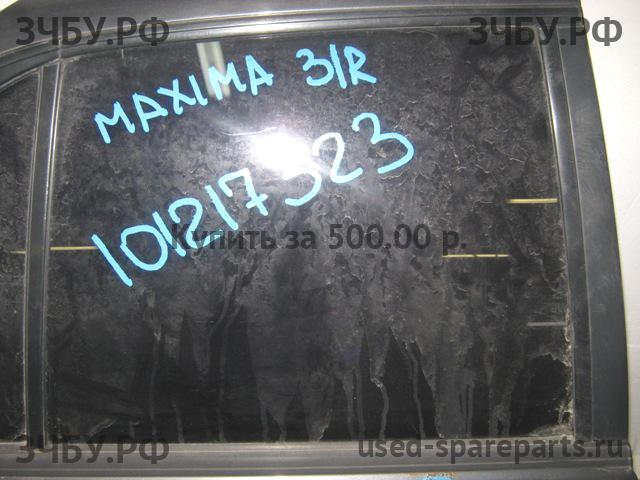 ЗЧБУ.РФ ЗЧБУ.РФ
MAXIMA 3/R
101217323
Купить за 500.00 р.
ЗЧБУ.РФ used-spareparts.ru